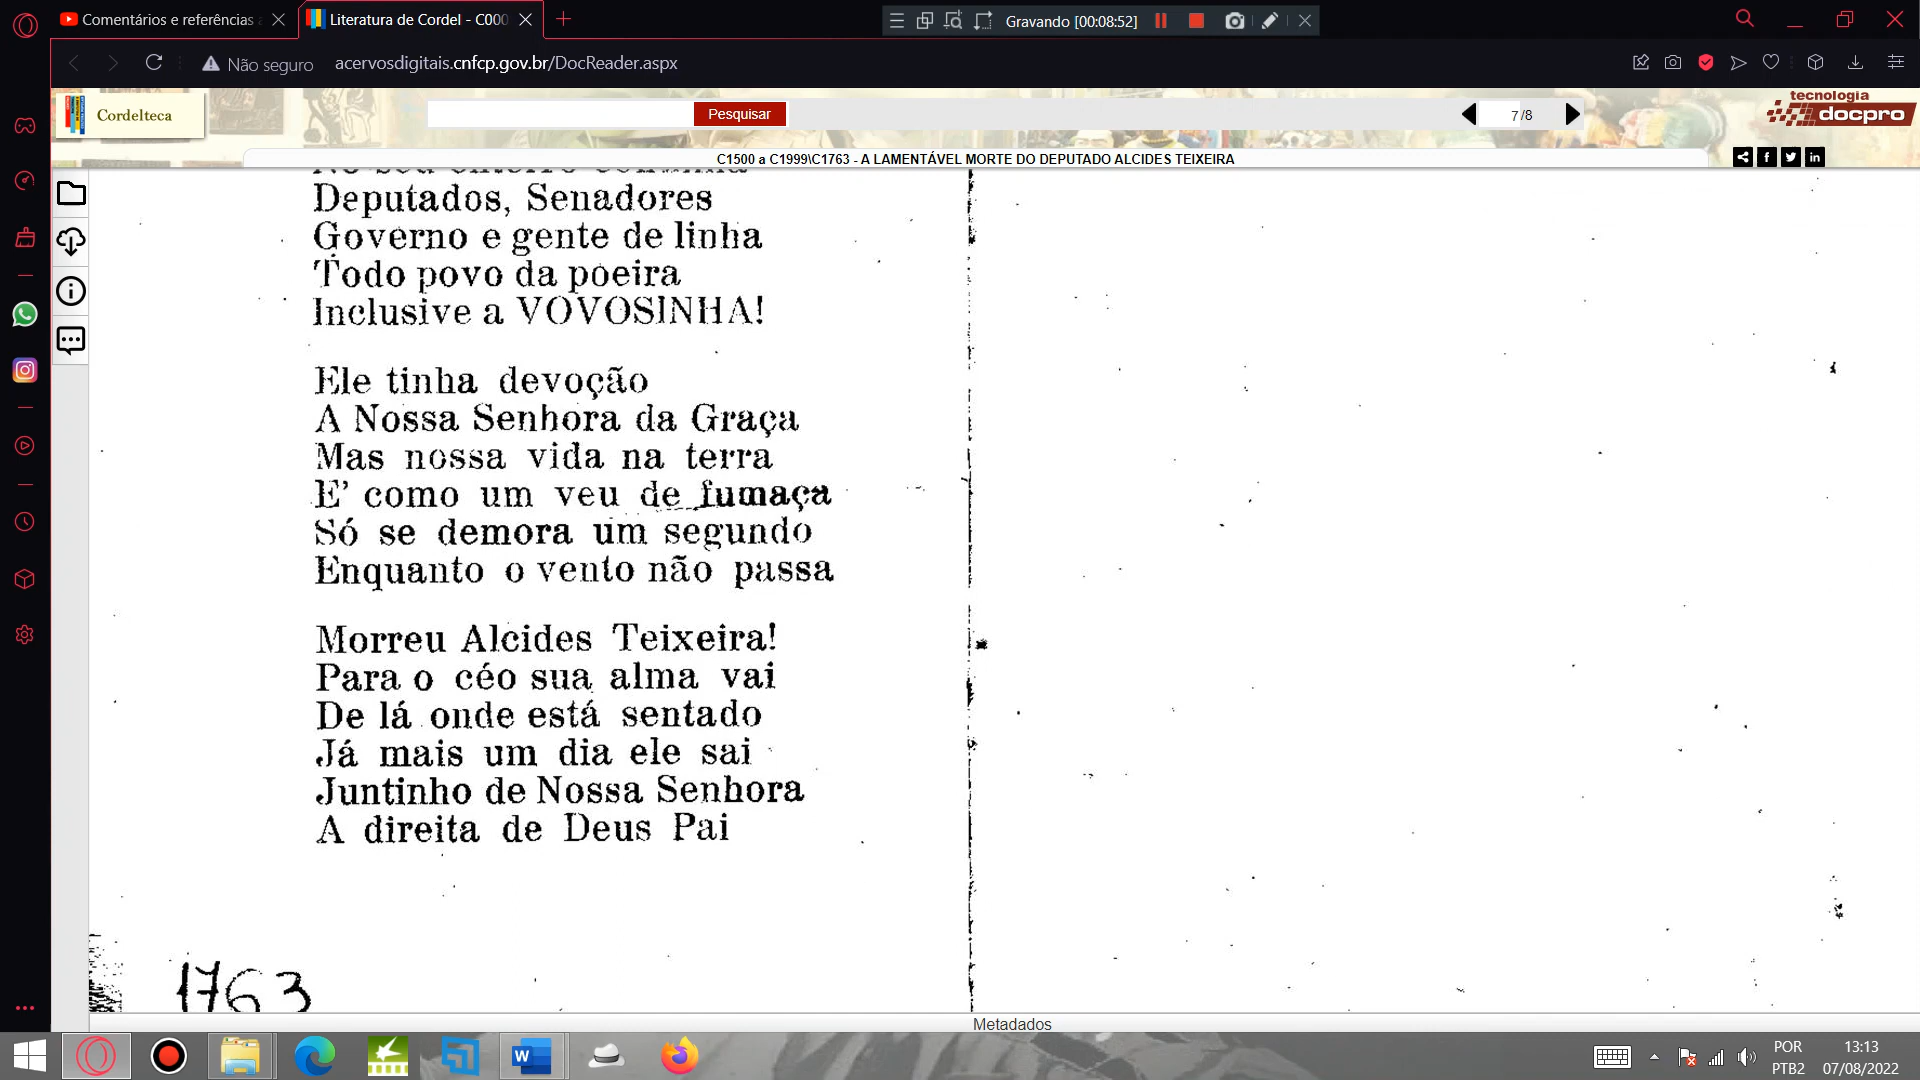 Comentários e referências
Literatura de Cordel - C000
Gravando [00:08:52]
Não seguro
acervosdigitais.cnfcp.gov.br/DocReader.aspx
Cordelteca
Pesquisar
7 /8
tecnologia
docpro
C1500 a C1999\C1763 - A LAMENTÁVEL MORTE DO DEPUTADO ALCIDES TEIXEIRA
Deputados, Senadores
Governo e gente de linha
Todo povo da poeira
Inclusive a VOVOSINHA!
Ele tinha devoção
A Nossa Senhora da Graça
Mas nossa vida na terra
E' como um veu de fumaça
Só se demora um segundo
Enquanto o vento não passa
Morreu Alcides Teixeira!
Para o céo sua alma vai
De lá onde está sentado
Já mais um dia ele sai
Juntinho de Nossa Senhora
A direita de Deus Pai
1763
Metadados
POR
PTB2
13:13
07/08/2022